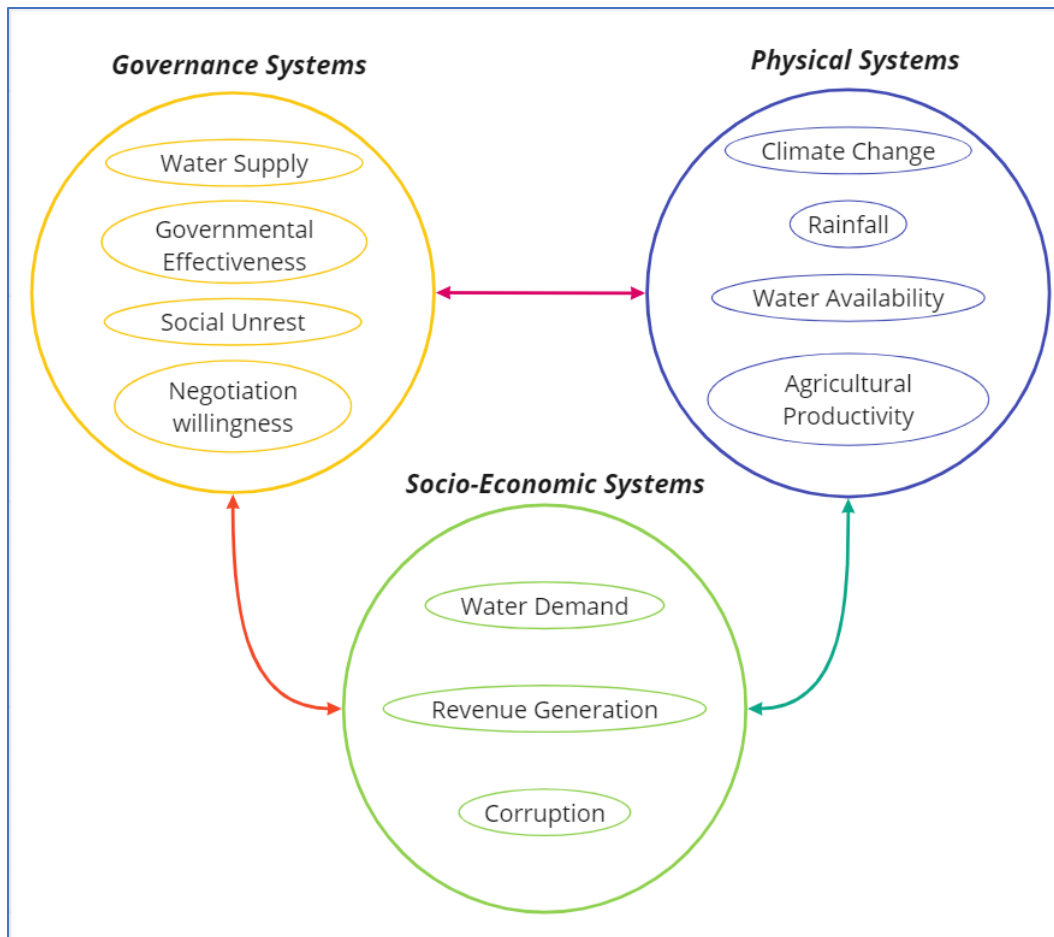 Governance Systems
Water Supply
Governmental
Effectiveness
Social Unrest
Negotiation
willingness
Physical Systems
Climate Change
Rainfall
Water Availability
Agricultural
Productivity
Socio-Economic Systems
Water Demand
Revenue Generation
Corruption